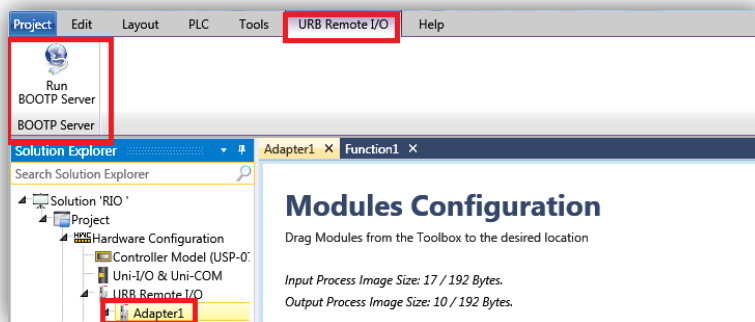 Project Edit Layout PLC Tools URB Remote I/O Help
Run
BOOTP Server
BOOTP Server
Solution Explorer
Adapter1 × Function1 ×
Search Solution Explorer
Solution 'RIO '
Project
HWC Hardware Configuration
Controller Model (USP-07
Uni-I/O & Uni-COM
URB Remote I/O
Adapter1
Modules Configuration
Drag Modules from the Toolbox to the desired location
Input Process Image Size: 17 / 192 Bytes.
Output Process Image Size: 10 / 192 Bytes.